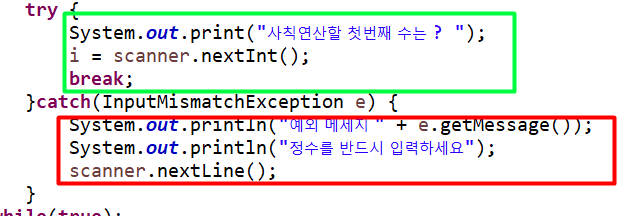 try {
System.out.print("사칙연산할 첫번째 수는 ? ");
i = scanner.nextInt();
break;
}catch(InputMismatchException e) {
System.out.println("예외 메세지 " + e.getMessage());
System.out.println("정수를 반드시 입력하세요");
scanner.nextLine();
}
while(true);